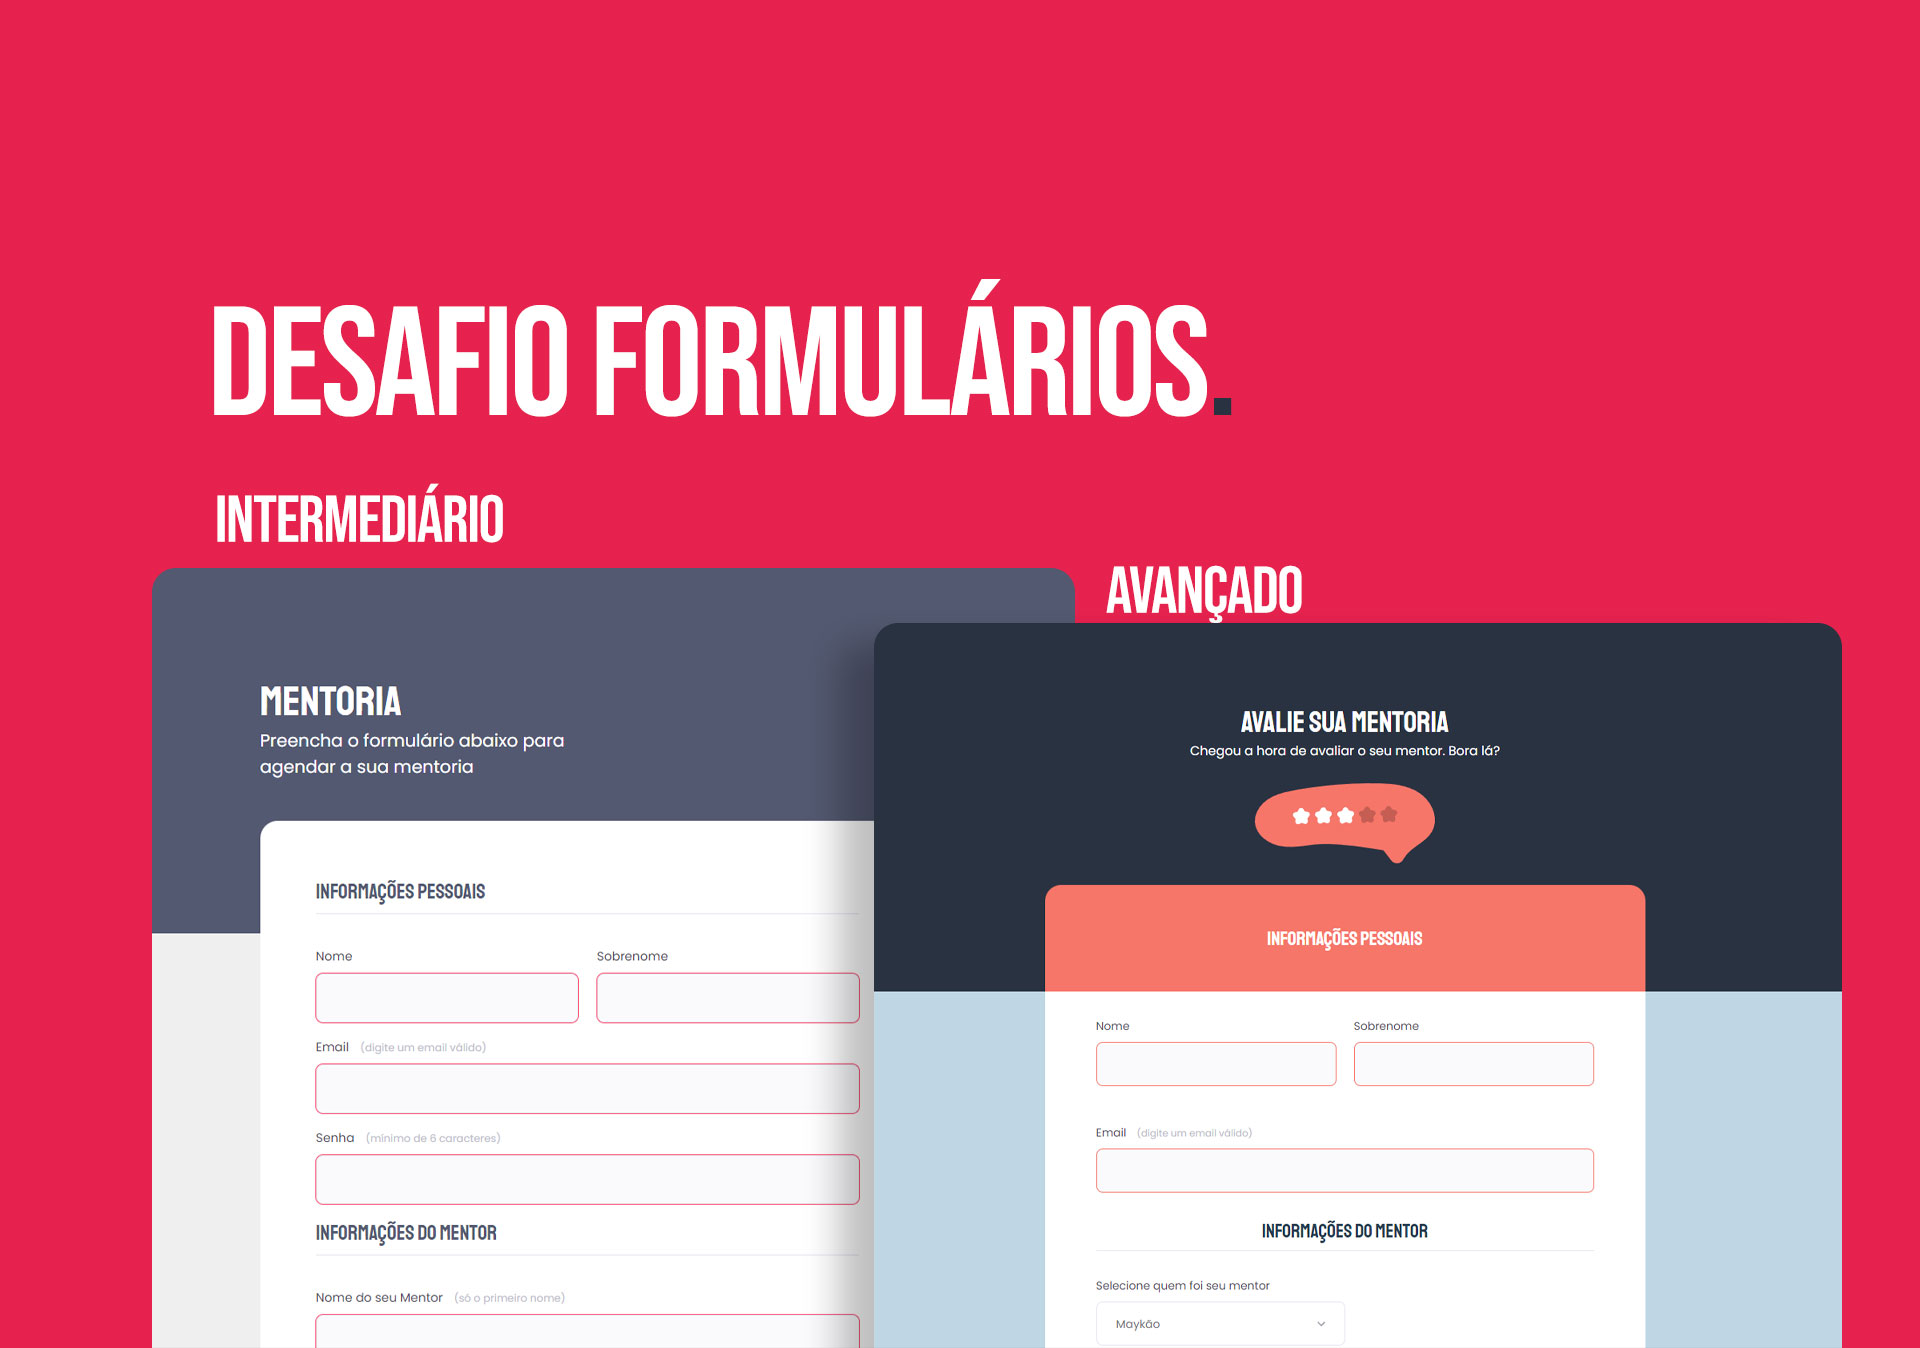 DESAFIO FORMULÁRIOS.
INTERMEDIÁRIO
MENTORIA
Preencha o formulário abaixo para
agendar a sua mentoria
INFORMAÇÕES PESSOAIS
Nome Sobrenome
Email (digite um email válido)
Senha (mínimo de 6 caracteres)
INFORMAÇÕES DO MENTOR
Nome do seu Mentor (só o primeiro nome)
AVANÇADO
AVALIE SUA MENTORIA
Chegou a hora de avaliar o seu mentor. Bora lá?
INFORMAÇÕES PESSOAIS
Nome Sobrenome
Email (digite um email válido)
INFORMAÇÕES DO MENTOR
Selecione quem foi seu mentor
Maykão